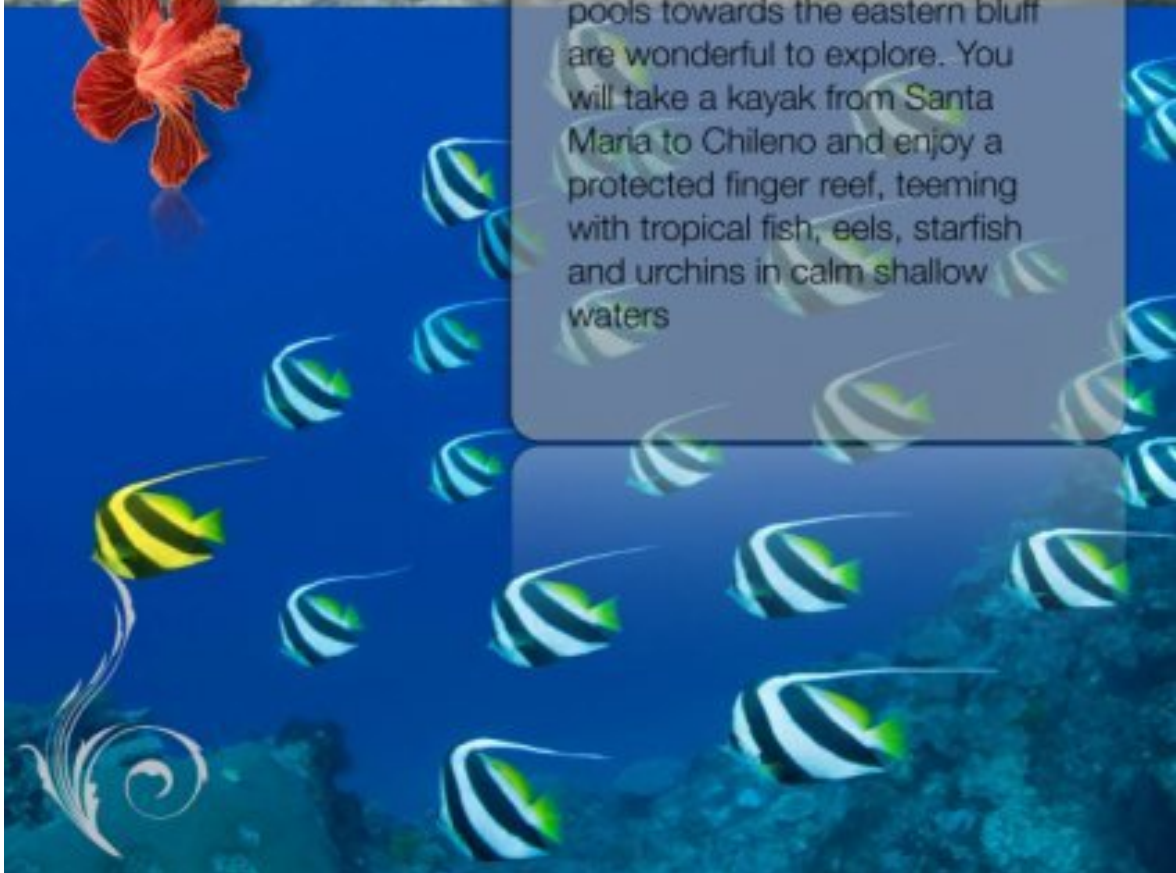 pools towards the eastern bluff
are wonderful to explore. You
will take a kayak from Santa
Maria to Chileno and enjoy a
protected finger reef, teeming
with tropical fish, eels, starfish
and urchins in calm shallow
waters